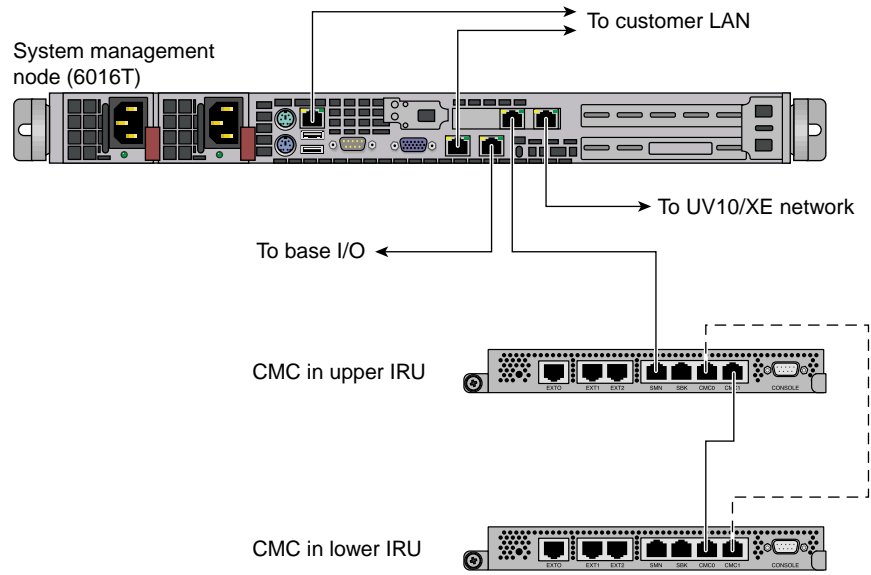 To customer LAN
System management
node (6016T)
To UV10/XE network
To base I/O
CMC in upper IRU
EXTO
EXT1
EXT2
SMN
SBK
CMC0
CMC1
CONSOLE
CMC in lower IRU
EXTO
EXT1
EXT2
SMN
SBK
CMC0
CMC1
CONSOLE